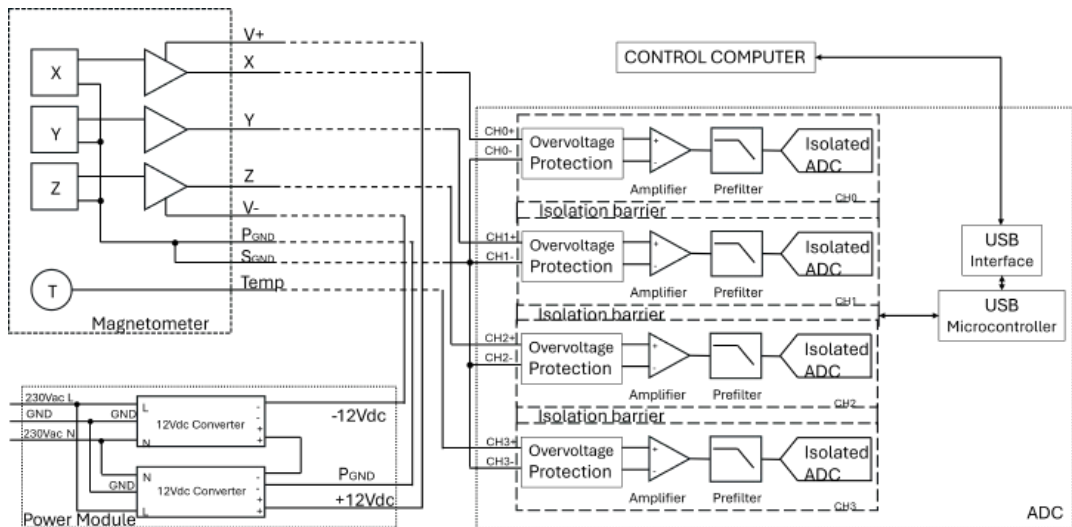 V+
X
X
Y
Y
Z
Z
V-
PGND
SGND
T
Temp
Magnetometer
CONTROL COMPUTER
CH0+
CH0-
Overvoltage
Protection
+
-
Amplifier
Prefilter
Isolated
ADC
CH0
Isolation barrier
CH1+
CH1-
Overvoltage
Protection
+
-
Amplifier
Prefilter
Isolated
ADC
CH1
Isolation barrier
CH2+
CH2-
Overvoltage
Protection
+
-
Amplifier
Prefilter
Isolated
ADC
CH2
Isolation barrier
CH3+
CH3-
Overvoltage
Protection
+
-
Amplifier
Prefilter
Isolated
ADC
CH3
USB
Interface
USB
Microcontroller
ADC
230Vac L
GND
230Vac N
GND
L
N
12Vdc Converter
-
-
+
+
-12Vdc
N
L
GND
12Vdc Converter
-
-
+
+
PGND
+12Vdc
Power Module